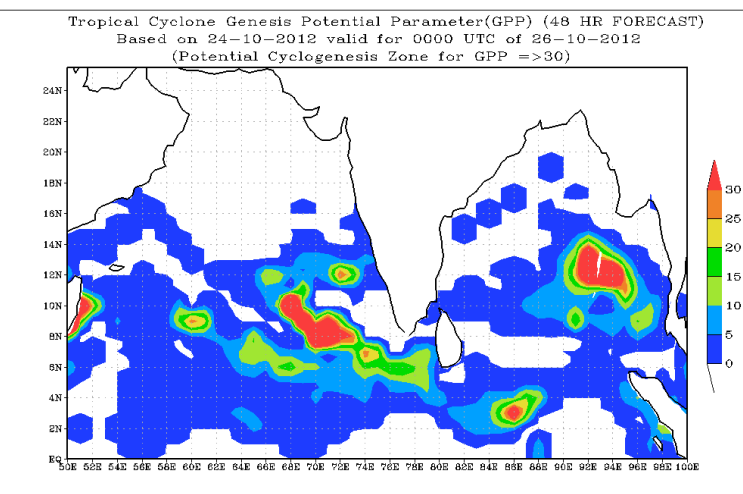 Tropical Cyclone Genesis Potential Parameter(GPP) (48 HR FORECAST)
Based on 24-10-2012 valid for 0000 UTC of 26-10-2012
(Potential Cyclogenesis Zone for GPP =>30)
24N
22N
20N
18N
16N
14N
12N
10N
8N
6N
4N
2N
EQ
50E 52E 54E 56E 58E 60E 62E 64E 66E 68E 70E 72E 74E 76E 78E 80E 82E 84E 86E 88E 90E 92E 94E 96E 98E 100E
30
25
20
15
10
5
0